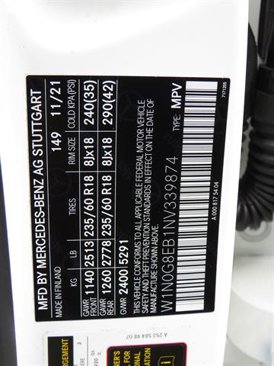 MFD BY MERCEDES-BENZ AG STUTTGART
149 11/21
MADE IN FINLAND
KG LB TIRES RIM SIZE COLD KPA(PSI)
GAWR FRONT 1140 2513 235/60 R18 8Jx18 240(35)
GAWR REAR 1260 2778 235/60 R18 8Jx18 290(42)
GVWR 2400 5291
THIS VEHICLE CONFORMS TO ALL APPLICABLE FEDERAL MOTOR VEHICLE
SAFETY, BUMPER, AND THEFT PREVENTION STANDARDS IN EFFECT ON THE
DATE OF MANUFACTURE SHOWN ABOVE.
W1N0G8EB1NV339874 MPV
A 000 817 54 04